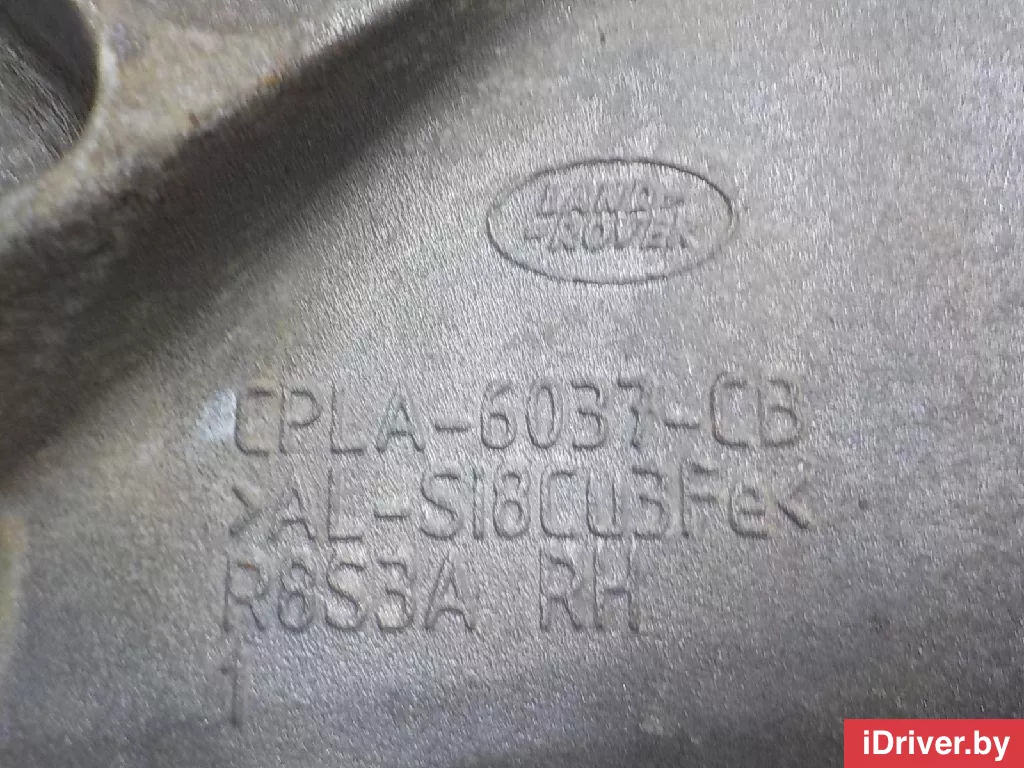 LAND-
-ROVER
CPLA-6037-CB
>AL-SI8CU3Fe<
R8S3A RH
1
iDriver.by